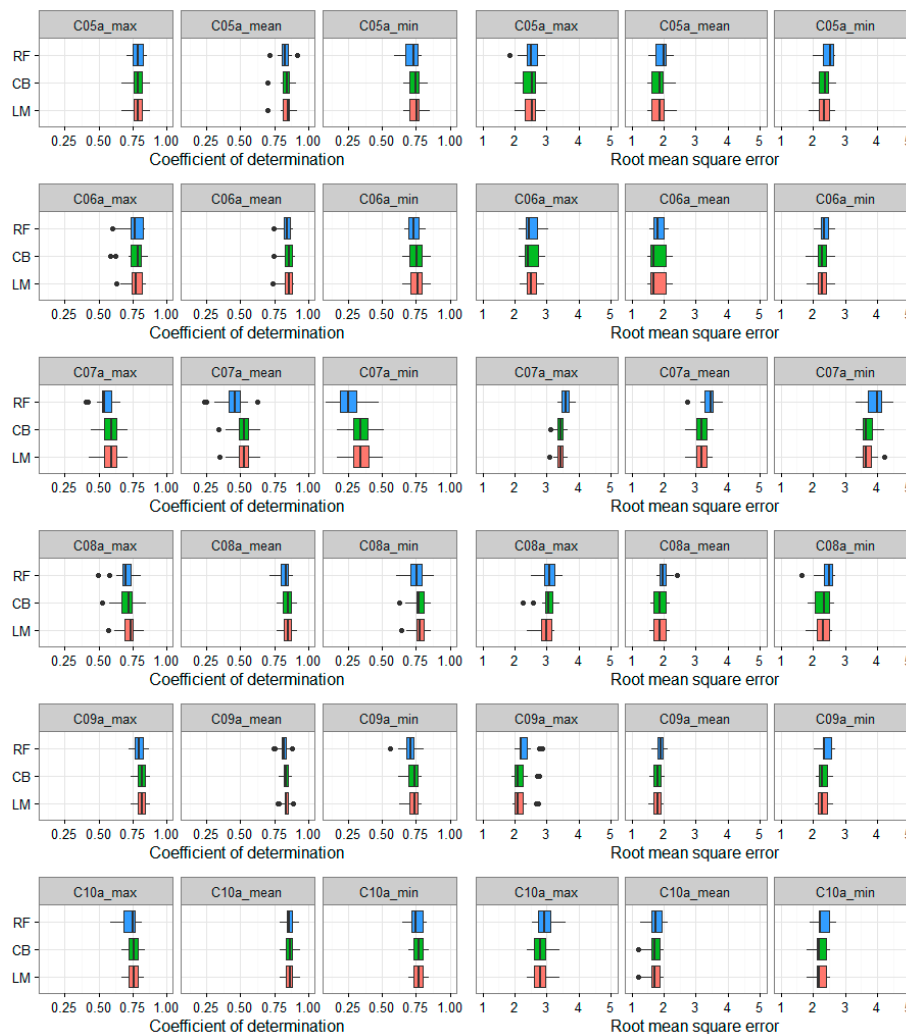 C05a_max C05a_mean C05a_min C05a_max C05a_mean C05a_min
RF
CB
LM
0.25 0.50 0.75 1.00 0.25 0.50 0.75 1.00 0.25 0.50 0.75 1.00 1 2 3 4 5 1 2 3 4 5 1 2 3 4 5
Coefficient of determination Root mean square error
C06a_max C06a_mean C06a_min C06a_max C06a_mean C06a_min
RF
CB
LM
0.25 0.50 0.75 1.00 0.25 0.50 0.75 1.00 0.25 0.50 0.75 1.00 1 2 3 4 5 1 2 3 4 5 1 2 3 4 5
Coefficient of determination Root mean square error
C07a_max C07a_mean C07a_min C07a_max C07a_mean C07a_min
RF
CB
LM
0.25 0.50 0.75 1.00 0.25 0.50 0.75 1.00 0.25 0.50 0.75 1.00 1 2 3 4 5 1 2 3 4 5 1 2 3 4 5
Coefficient of determination Root mean square error
C08a_max C08a_mean C08a_min C08a_max C08a_mean C08a_min
RF
CB
LM
0.25 0.50 0.75 1.00 0.25 0.50 0.75 1.00 0.25 0.50 0.75 1.00 1 2 3 4 5 1 2 3 4 5 1 2 3 4 5
Coefficient of determination Root mean square error
C09a_max C09a_mean C09a_min C09a_max C09a_mean C09a_min
RF
CB
LM
0.25 0.50 0.75 1.00 0.25 0.50 0.75 1.00 0.25 0.50 0.75 1.00 1 2 3 4 5 1 2 3 4 5 1 2 3 4 5
Coefficient of determination Root mean square error
C10a_max C10a_mean C10a_min C10a_max C10a_mean C10a_min
RF
CB
LM
0.25 0.50 0.75 1.00 0.25 0.50 0.75 1.00 0.25 0.50 0.75 1.00 1 2 3 4 5 1 2 3 4 5 1 2 3 4 5
Coefficient of determination Root mean square error